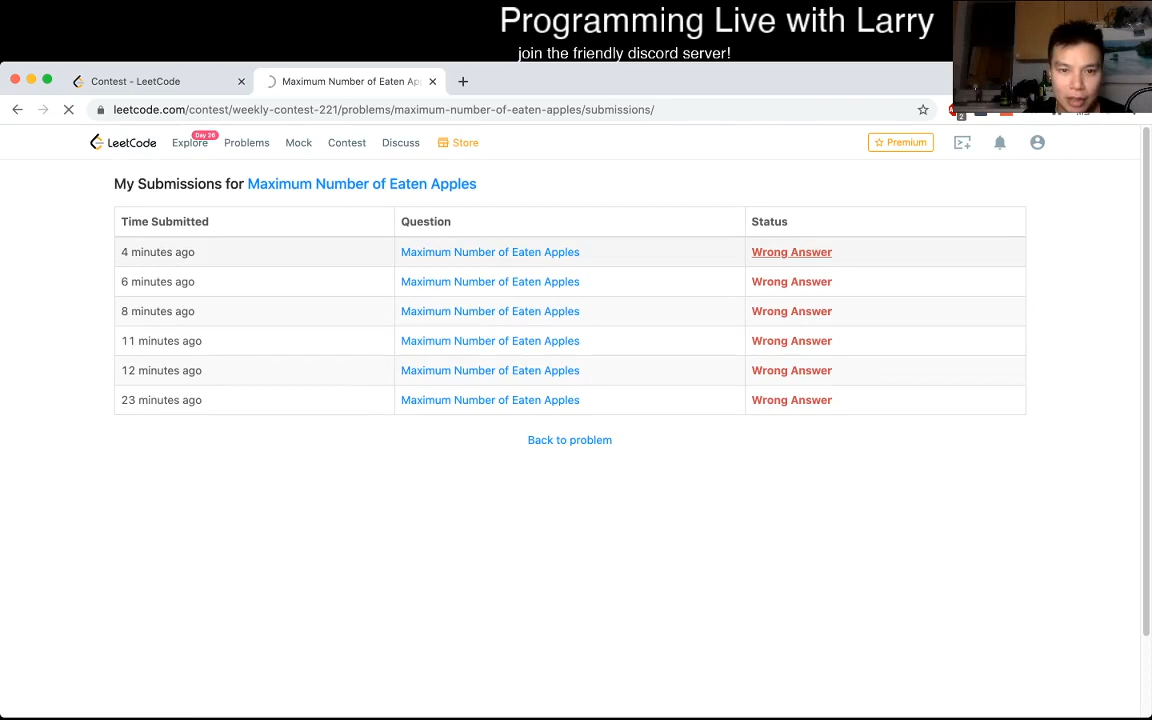 Programming Live with Larry
join the friendly discord server!
Contest - LeetCode
Maximum Number of Eaten Ap
leetcode.com/contest/weekly-contest-221/problems/maximum-number-of-eaten-apples/submissions/
2
LeetCode
Explore
Day 26
Problems
Mock
Contest
Discuss
Store
Premium
My Submissions for Maximum Number of Eaten Apples
Time Submitted Question Status
4 minutes ago Maximum Number of Eaten Apples Wrong Answer
6 minutes ago Maximum Number of Eaten Apples Wrong Answer
8 minutes ago Maximum Number of Eaten Apples Wrong Answer
11 minutes ago Maximum Number of Eaten Apples Wrong Answer
12 minutes ago Maximum Number of Eaten Apples Wrong Answer
23 minutes ago Maximum Number of Eaten Apples Wrong Answer
Back to problem